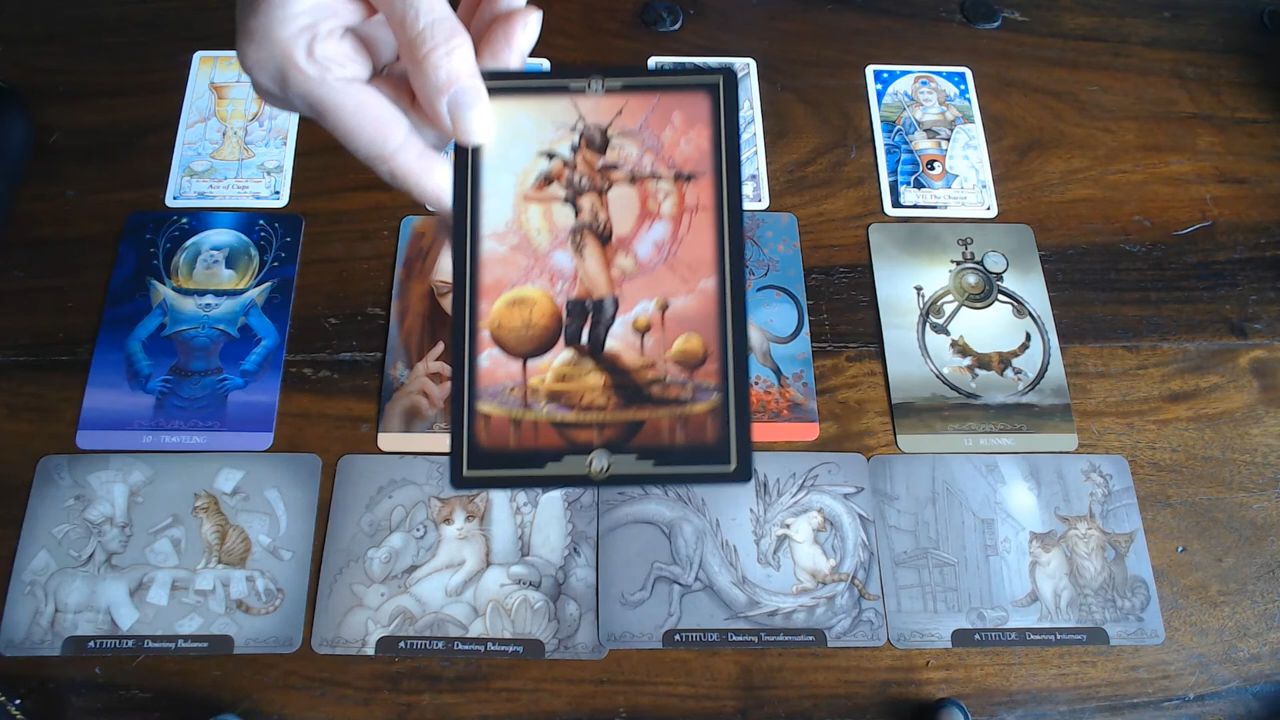 Ace of Cups
VII The Chariot
10 · TRAVELING
12 · RUNNING
ATTITUDE - Desiring Balance
ATTITUDE - Desiring Belonging
ATTITUDE - Desiring Transformation
ATTITUDE - Desiring Intimacy